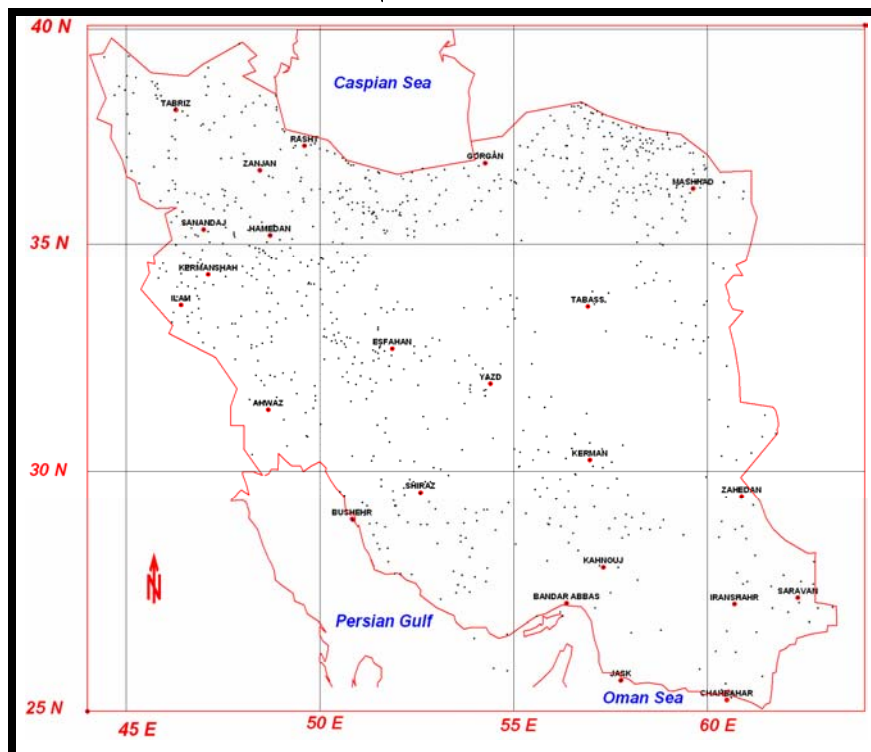 40 N
Caspian Sea
TABRIZ
RASHT
ZANJAN
GORGAN
MASHHAD
SANANDAJ
HAMEDAN
35 N
KERMANSHAH
ILAM
TABASS
ESFAHAN
YAZD
AHWAZ
KERMAN
30 N
SHIRAZ
ZAHEDAN
BUSHEHR
KAHNOUJ
N
BANDAR ABBAS
IRANSHAHR
SARAVAN
Persian Gulf
JASK
Oman Sea
CHAHBAHAR
25 N
45 E
50 E
55 E
60 E